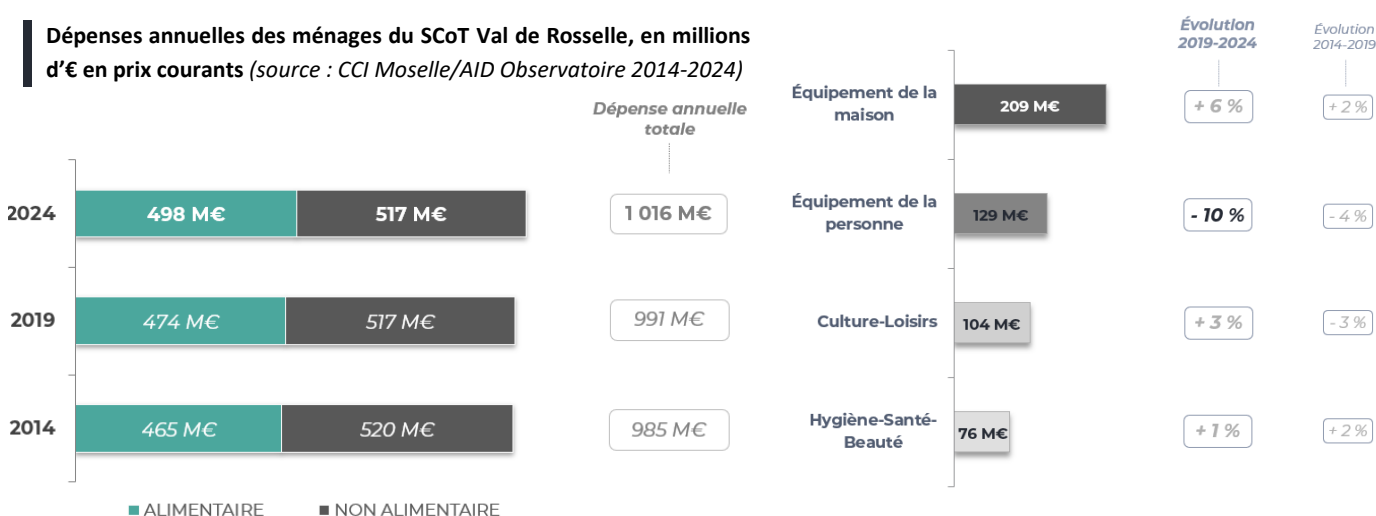 Dépenses annuelles des ménages du SCoT Val de Rosselle, en millions
d’€ en prix courants (source : CCI Moselle/AID Observatoire 2014-2024)
Dépense annuelle
totale
2024
498 M€
517 M€
1 016 M€
2019
474 M€
517 M€
991 M€
2014
465 M€
520 M€
985 M€
ALIMENTAIRE
NON ALIMENTAIRE
Évolution
2019-2024
Évolution
2014-2019
Équipement de la
maison
209 M€
+ 6 %
+ 2 %
Équipement de la
personne
129 M€
- 10 %
- 4 %
Culture-Loisirs
104 M€
+ 3 %
- 3 %
Hygiène-Santé-
Beauté
76 M€
+ 1 %
+ 2 %